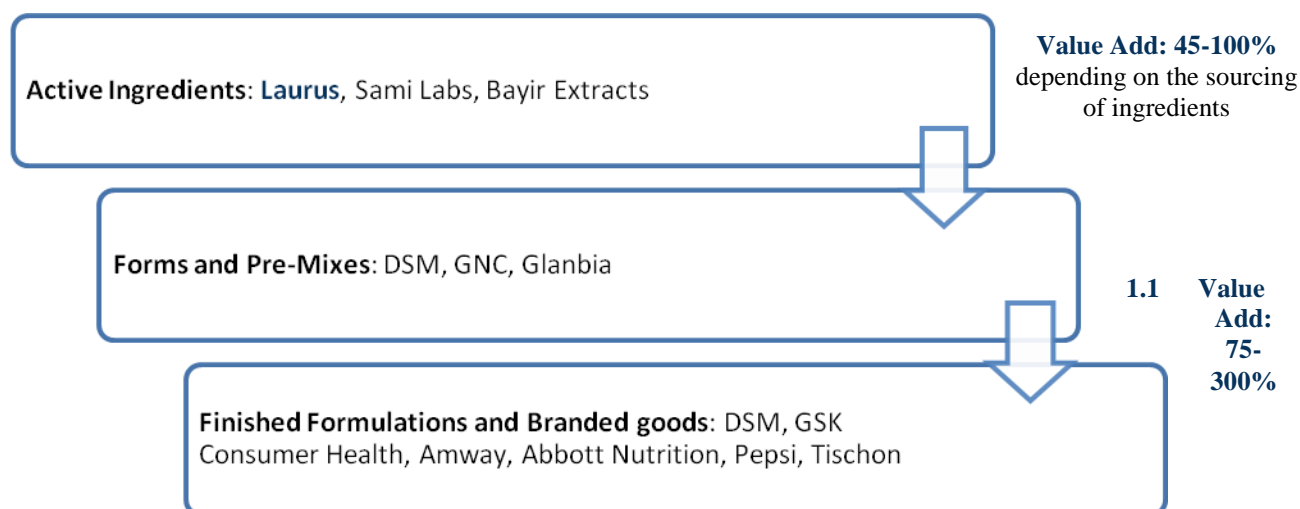 Value Add: 45-100%
depending on the sourcing
of ingredients
Active Ingredients: Laurus, Sami Labs, Bayir Extracts
Forms and Pre-Mixes: DSM, GNC, Glanbia
1.1 Value
Add:
75-
300%
Finished Formulations and Branded goods: DSM, GSK
Consumer Health, Amway, Abbott Nutrition, Pepsi, Tischon